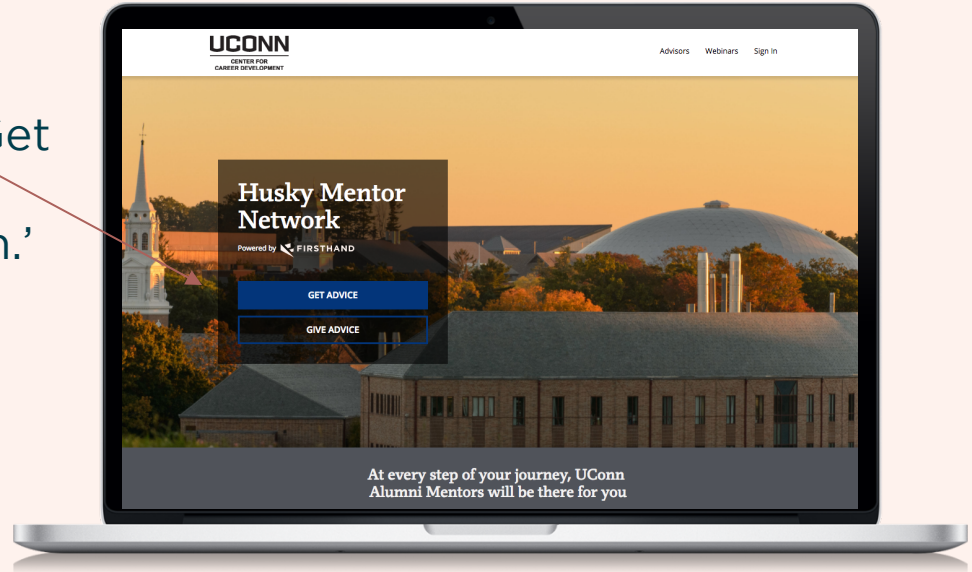 UCONN
CENTER FOR
CAREER DEVELOPMENT
Advisors Webinars Sign In
Husky Mentor
Network
Powered by FIRSTHAND
GET ADVICE
GIVE ADVICE
At every step of your journey, UConn
Alumni Mentors will be there for you